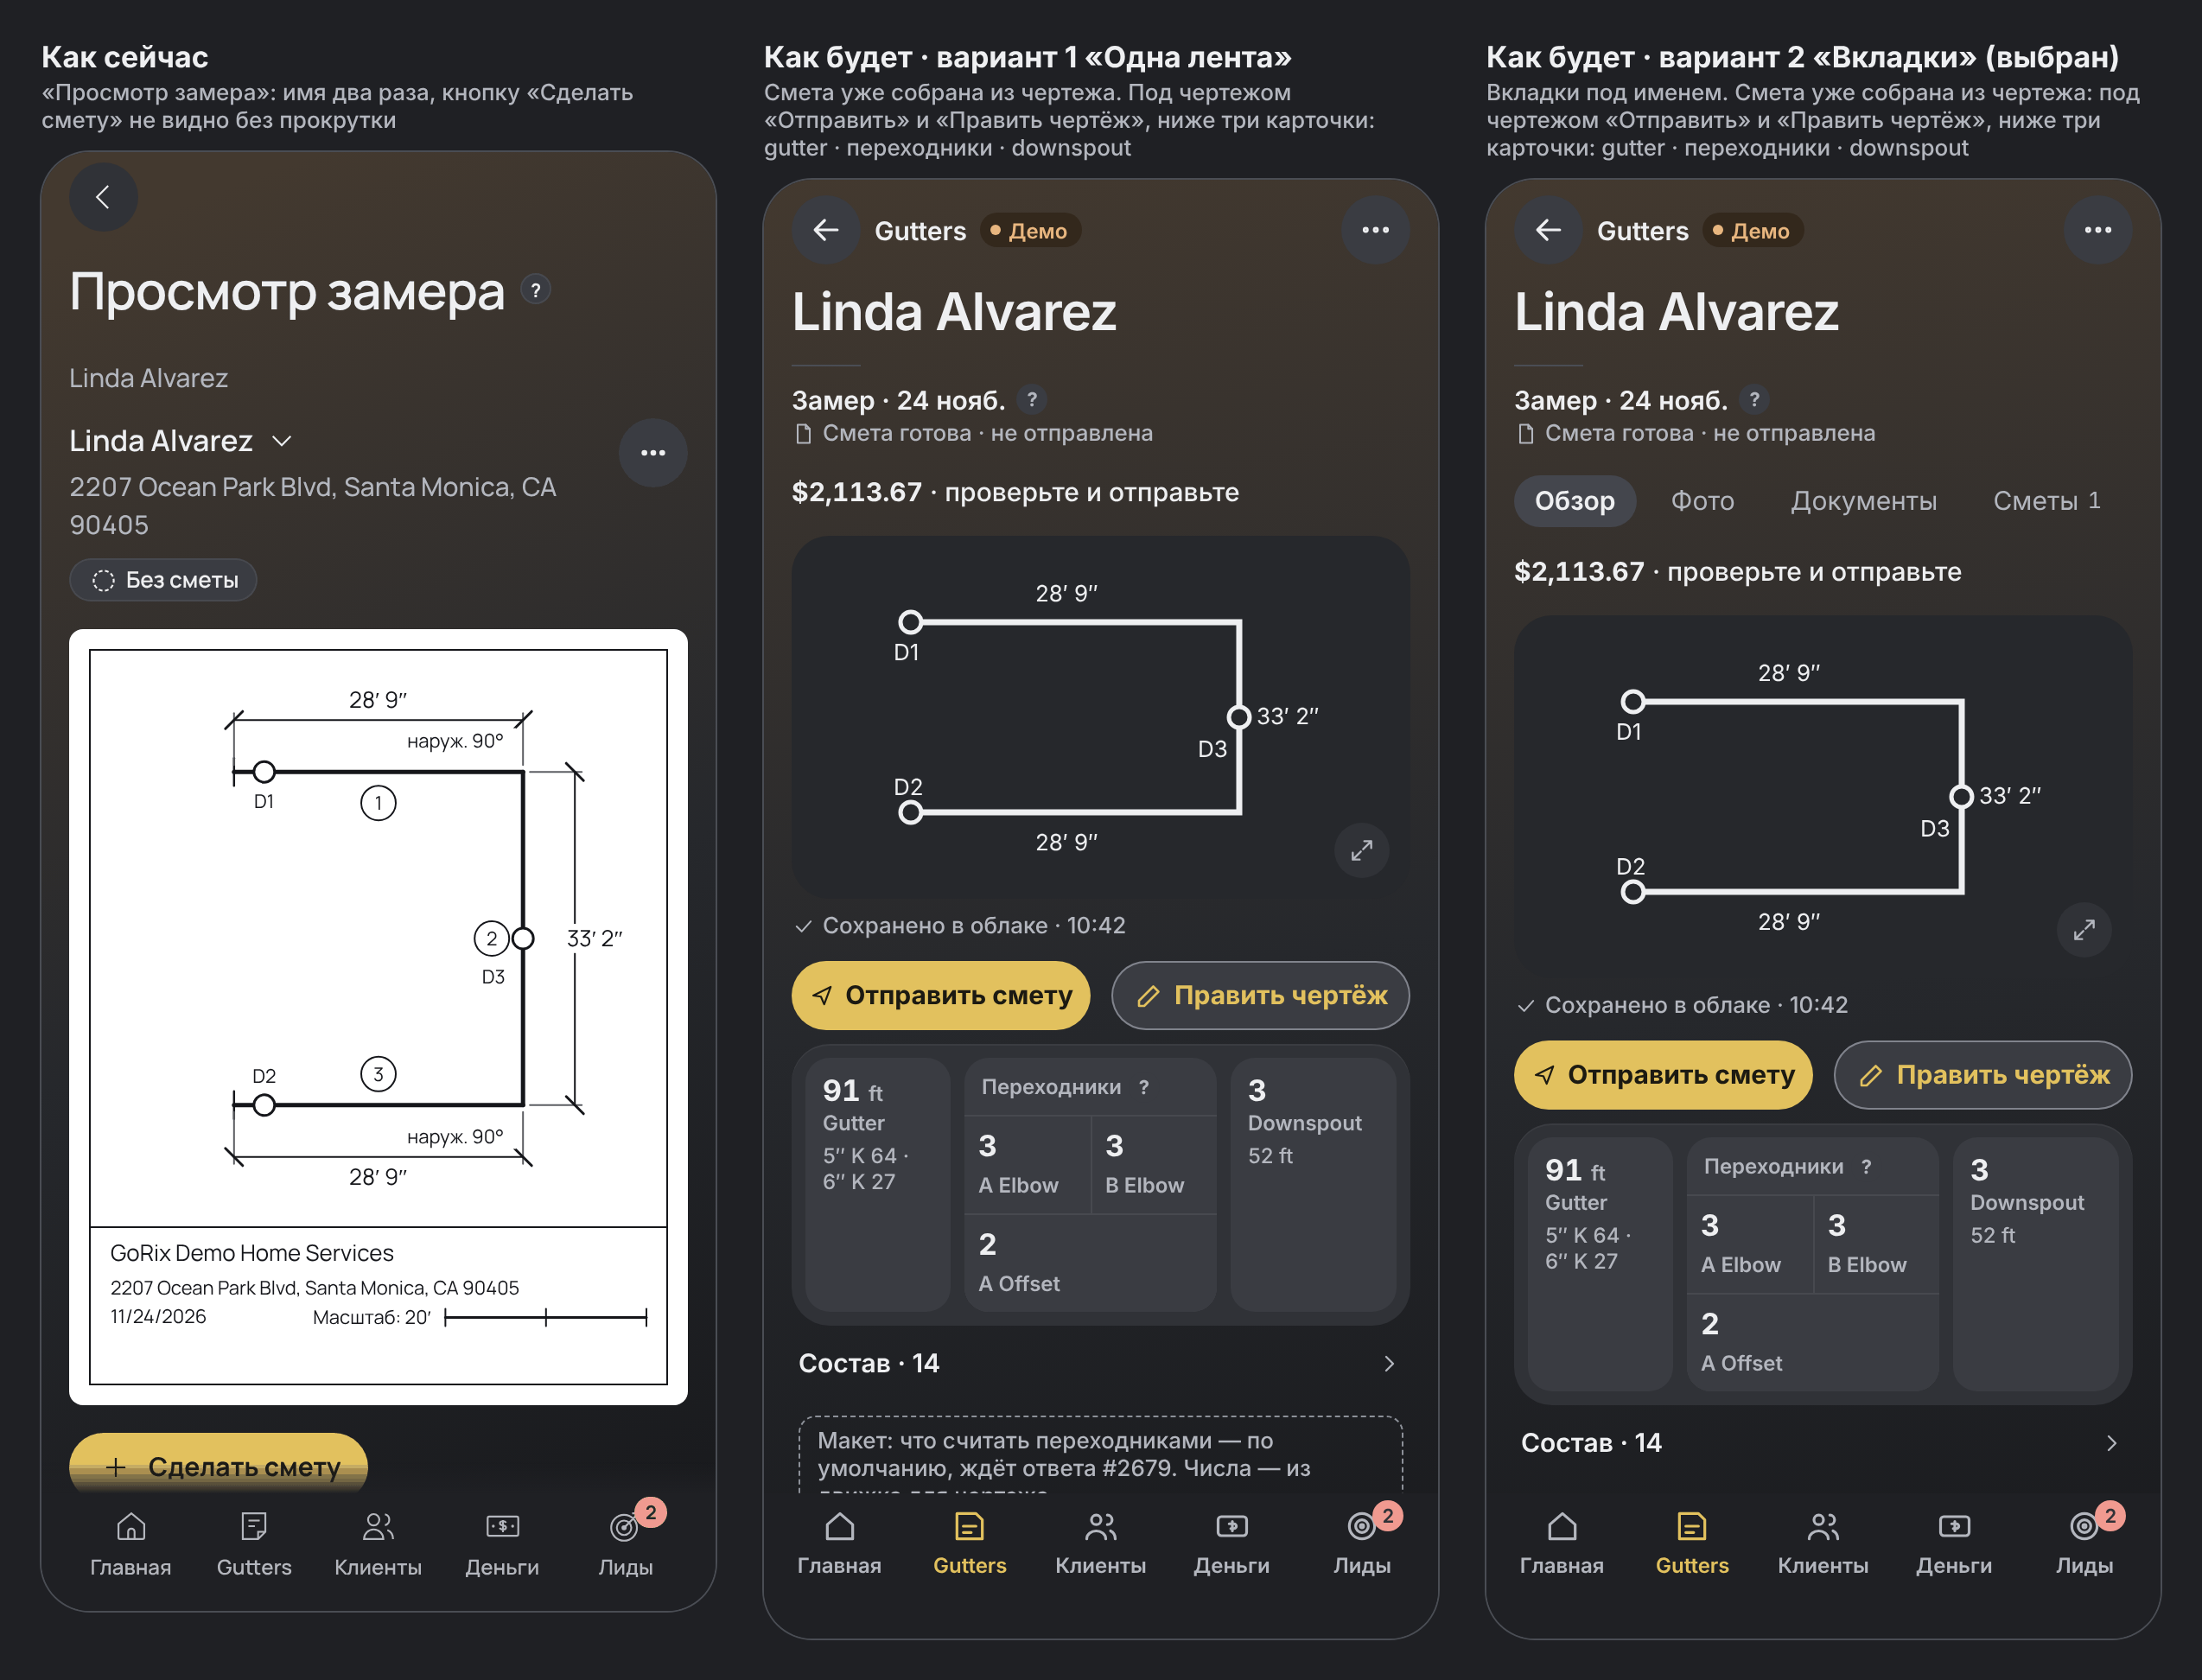 Как сейчас
«Просмотр замера»: имя два раза, кнопку «Сделать
смету» не видно без прокрутки
Просмотр замера ?
Linda Alvarez
Linda Alvarez
2207 Ocean Park Blvd, Santa Monica, CA
90405
Без сметы
28′ 9″
наруж. 90°
D1
1
2
33′ 2″
D3
D2
3
наруж. 90°
28′ 9″
GoRix Demo Home Services
2207 Ocean Park Blvd, Santa Monica, CA 90405
11/24/2026 Масштаб: 20′
+ Сделать смету
2
Главная Gutters Клиенты Деньги Лиды
Как будет · вариант 1 «Одна лента»
Смета уже собрана из чертежа. Под чертежом
«Отправить» и «Править чертёж», ниже три карточки:
gutter · переходники · downspout
Gutters Демо
Linda Alvarez
Замер · 24 нояб. ?
Смета готова · не отправлена
$2,113.67 · проверьте и отправьте
28′ 9″
D1
33′ 2″
D3
D2
28′ 9″
Сохранено в облаке · 10:42
Отправить смету Править чертёж
91 ft
Gutter
5″ K 64 ·
6″ K 27
Переходники ?
3 3
A Elbow B Elbow
2
A Offset
3
Downspout
52 ft
Состав · 14
Макет: что считать переходниками — по
умолчанию, ждёт ответа #2679. Числа — из
2
Главная Gutters Клиенты Деньги Лиды
Как будет · вариант 2 «Вкладки» (выбран)
Вкладки под именем. Смета уже собрана из чертежа: под
чертежом «Отправить» и «Править чертёж», ниже три
карточки: gutter · переходники · downspout
Gutters Демо
Linda Alvarez
Замер · 24 нояб. ?
Смета готова · не отправлена
Обзор Фото Документы Сметы 1
$2,113.67 · проверьте и отправьте
28′ 9″
D1
33′ 2″
D3
D2
28′ 9″
Сохранено в облаке · 10:42
Отправить смету Править чертёж
91 ft
Gutter
5″ K 64 ·
6″ K 27
Переходники ?
3 3
A Elbow B Elbow
2
A Offset
3
Downspout
52 ft
Состав · 14
2
Главная Gutters Клиенты Деньги Лиды